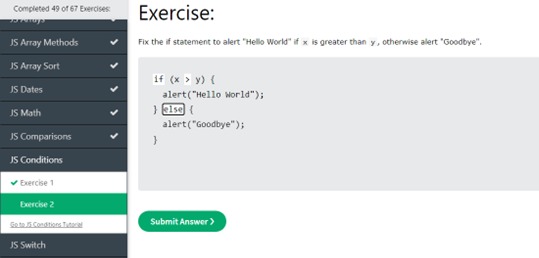 Completed 49 of 67 Exercises:
JS Arrays
JS Array Methods
JS Array Sort
JS Dates
JS Math
JS Comparisons
JS Conditions
Exercise 1
Exercise 2
Go to JS Conditions Tutorial
JS Switch
Exercise:
Fix the if statement to alert "Hello World" if x is greater than y, otherwise alert "Goodbye".
if (x > y) {
alert("Hello World");
} else {
alert("Goodbye");
}
Submit Answer ❯